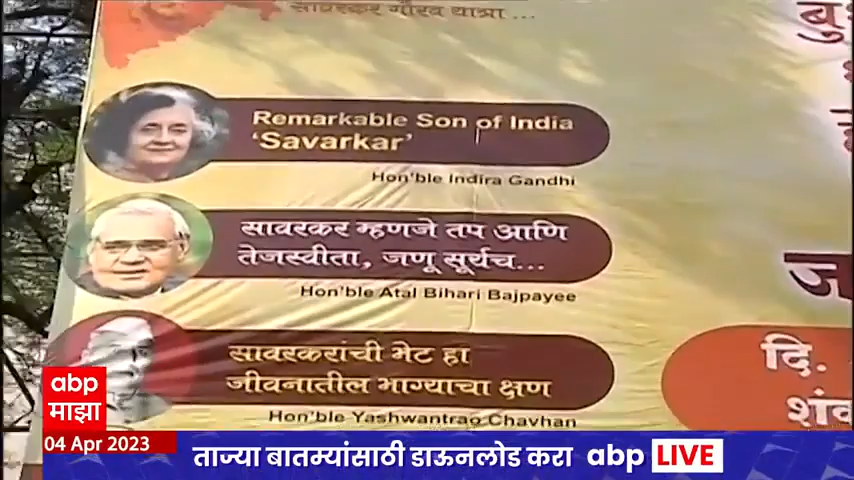 सावरकर गौरव यात्रा ...
Remarkable Son of India
‘Savarkar’
Hon'ble Indira Gandhi
सावरकर म्हणजे तप आणि
तेजस्वीता, जणू सूर्यच...
Hon'ble Atal Bihari Bajpayee
सावरकरांची भेट हा
जीवनातील भाग्याचा क्षण
Hon'ble Yashwantrao Chavhan
दि.
abp
माझा
04 Apr 2023
ताज्या बातम्यांसाठी डाऊनलोड करा abp LIVE